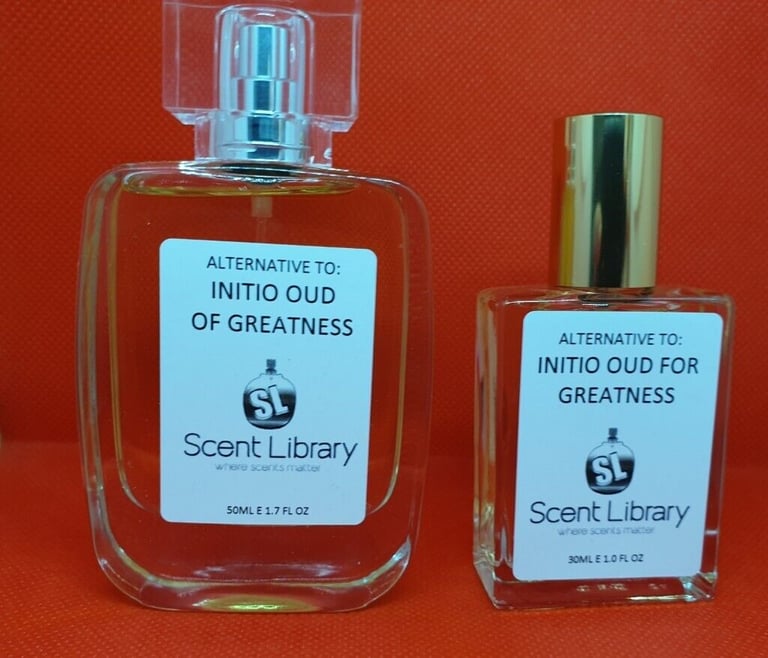 ALTERNATIVE TO:
INITIO OUD
OF GREATNESS
SL
Scent Library
where scents matter
50ML E 1.7 FL OZ
ALTERNATIVE TO:
INITIO OUD FOR
GREATNESS
SL
Scent Library
where scents matter
30ML E 1.0 FL OZ